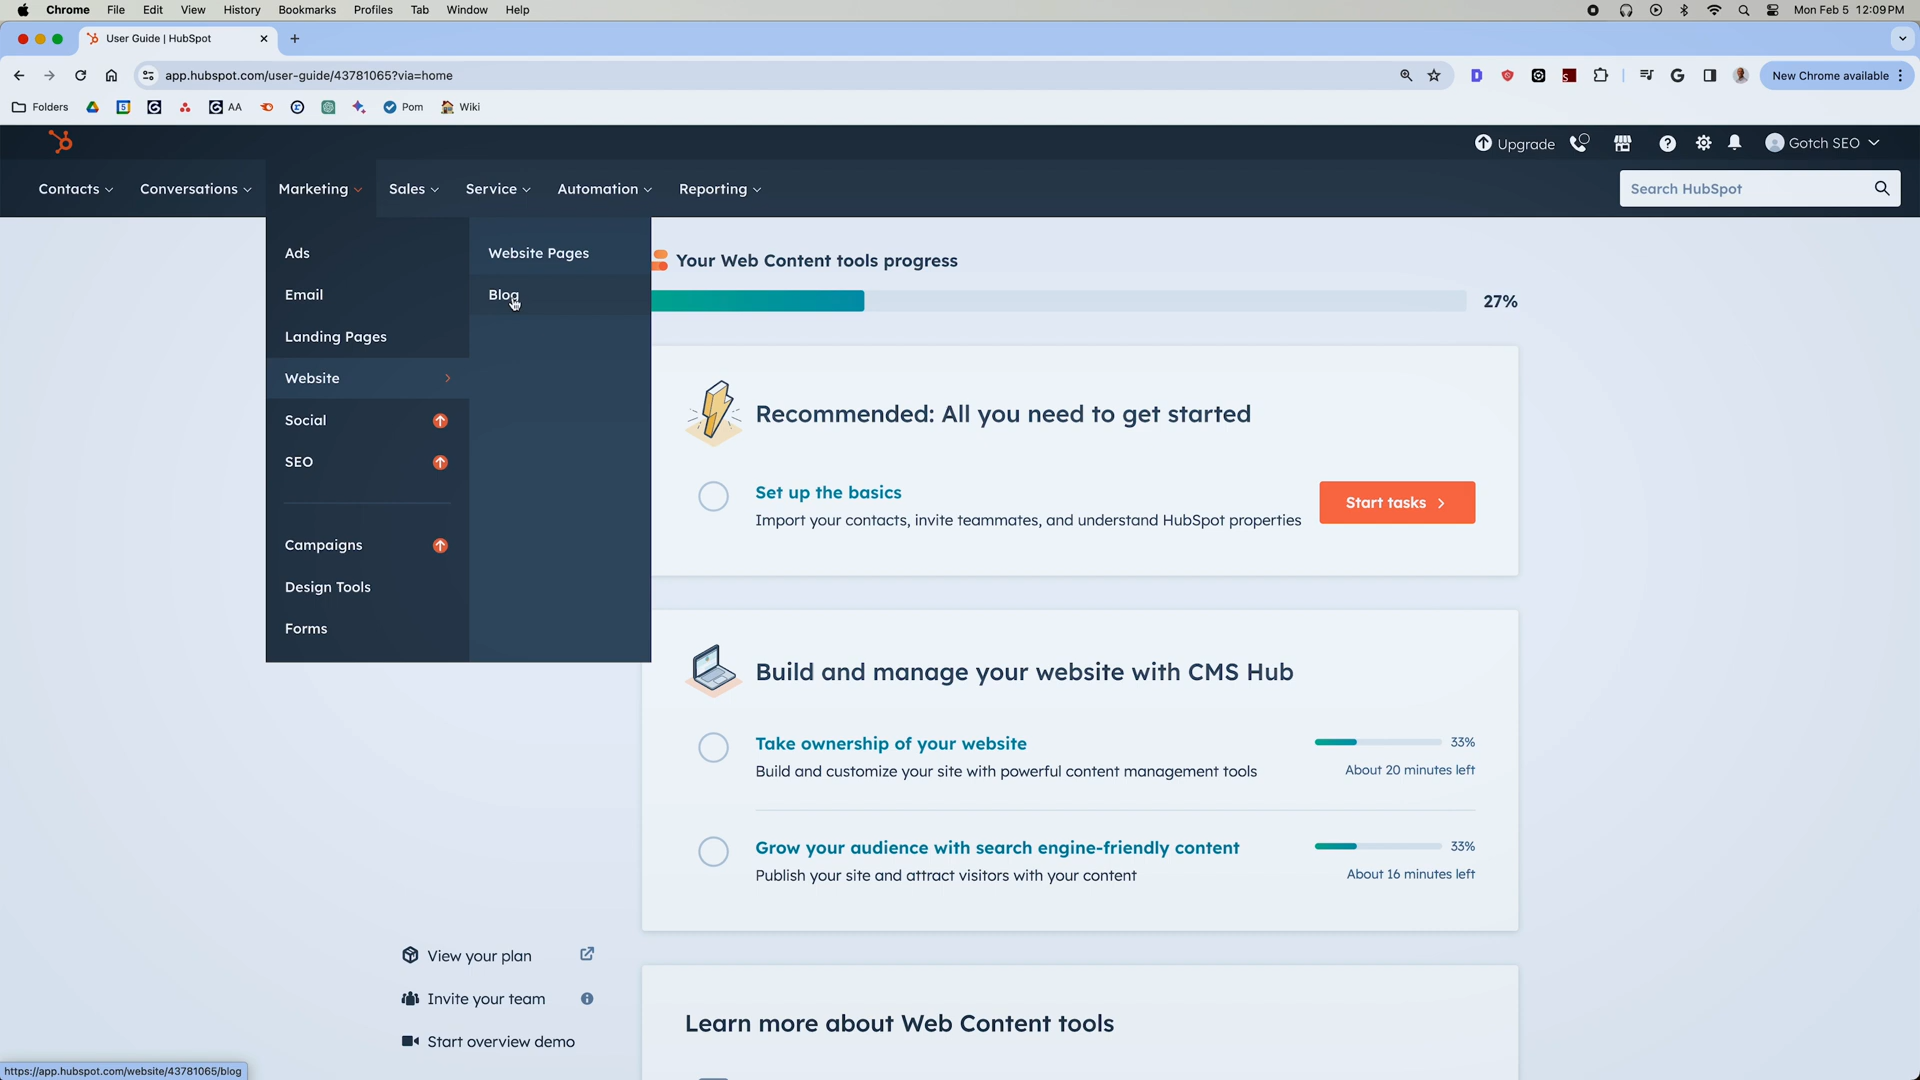 Chrome File Edit View History Bookmarks Profiles Tab Window Help Mon Feb 5 12:09 PM
User Guide | HubSpot
app.hubspot.com/user-guide/43781065?via=home New Chrome available
Folders AA Pom Wiki
Upgrade Gotch SEO
Contacts Conversations Marketing Sales Service Automation Reporting Search HubSpot
Ads
Email
Landing Pages
Website
Social
SEO
Campaigns
Design Tools
Forms
Website Pages
Blog
Your Web Content tools progress
27%
Recommended: All you need to get started
Set up the basics
Import your contacts, invite teammates, and understand HubSpot properties
Start tasks
Build and manage your website with CMS Hub
Take ownership of your website
33%
Build and customize your site with powerful content management tools
About 20 minutes left
Grow your audience with search engine-friendly content
33%
Publish your site and attract visitors with your content
About 16 minutes left
View your plan
Invite your team
Start overview demo
Learn more about Web Content tools
https://app.hubspot.com/website/43781065/blog